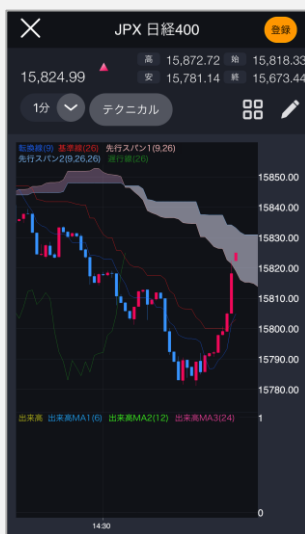 JPX 日経400
登録
15,824.99
高 15,872.72 始 15,818.33
安 15,781.14 終 15,673.44
1分
テクニカル
転換線(9) 基準線(26) 先行スパン1(9,26)
先行スパン2(9,26,26) 遅行線(26)
15850.00
15840.00
15830.00
15820.00
15810.00
15800.00
15790.00
15780.00
出来高 出来高MA1(6) 出来高MA2(12) 出来高MA3(24)
1
0
14:30